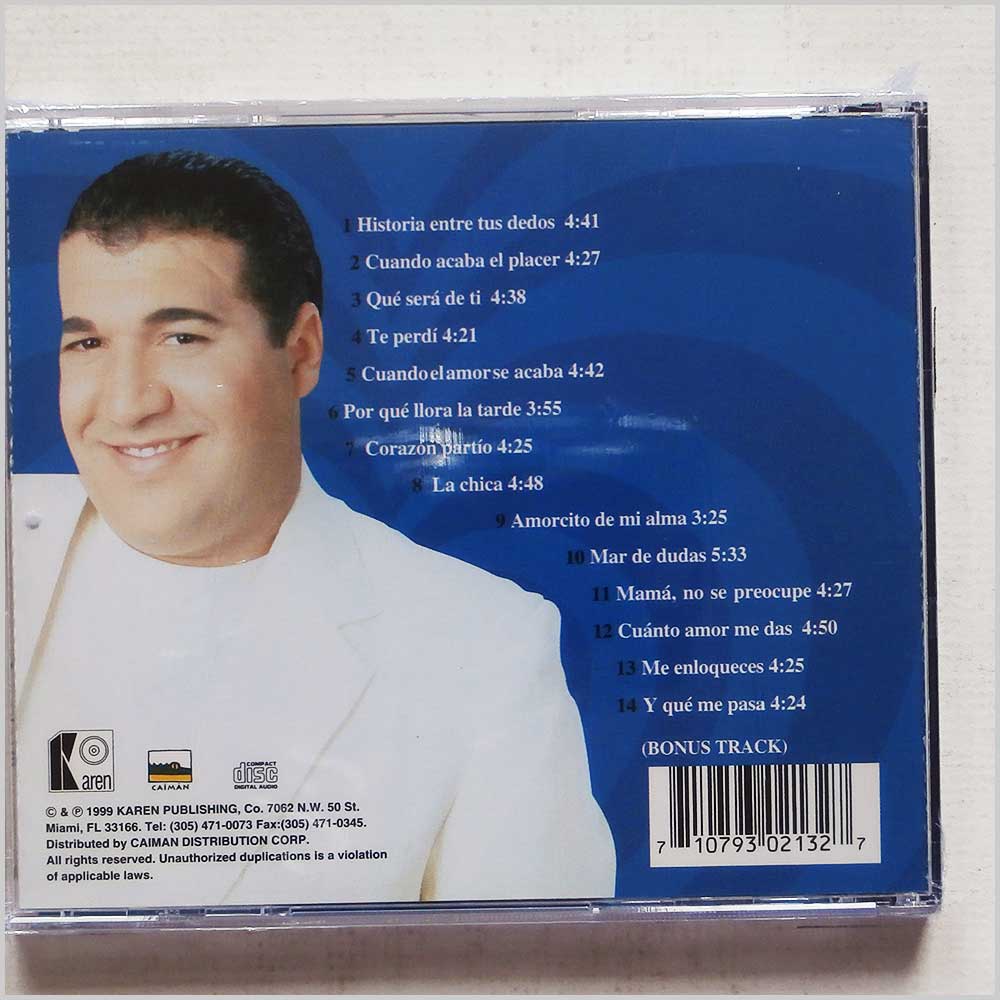 1 Historia entre tus dedos 4:41
2 Cuando acaba el placer 4:27
3 Qué será de ti 4:38
4 Te perdí 4:21
5 Cuando el amor se acaba 4:42
6 Por qué llora la tarde 3:55
7 Corazón partío 4:25
8 La chica 4:48
9 Amorcito de mi alma 3:25
10 Mar de dudas 5:33
11 Mamá, no se preocupe 4:27
12 Cuánto amor me das 4:50
13 Me enloqueces 4:25
14 Y qué me pasa 4:24
(BONUS TRACK)
Karen
CAIMAN
COMPACT
disc
DIGITAL AUDIO
© & ℗ 1999 KAREN PUBLISHING, Co. 7062 N.W. 50 St.
Miami, FL 33166. Tel: (305) 471-0073 Fax:(305) 471-0345.
Distributed by CAIMAN DISTRIBUTION CORP.
All rights reserved. Unauthorized duplications is a violation
of applicable laws.
7 10793 02132 7